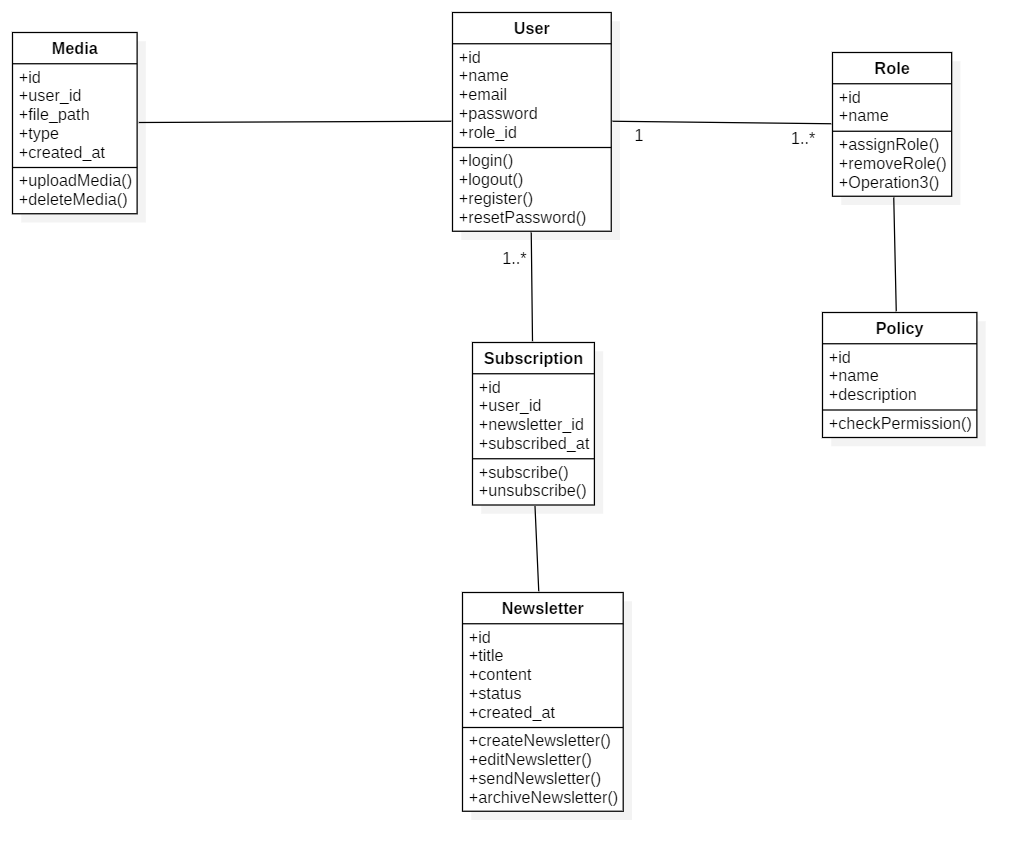 Media
+id
+user_id
+file_path
+type
+created_at
+uploadMedia()
+deleteMedia()
User
+id
+name
+email
+password
+role_id
+login()
+logout()
+register()
+resetPassword()
1
1..*
Role
+id
+name
+assignRole()
+removeRole()
+Operation3()
1..*
Policy
+id
+name
+description
+checkPermission()
Subscription
+id
+user_id
+newsletter_id
+subscribed_at
+subscribe()
+unsubscribe()
Newsletter
+id
+title
+content
+status
+created_at
+createNewsletter()
+editNewsletter()
+sendNewsletter()
+archiveNewsletter()